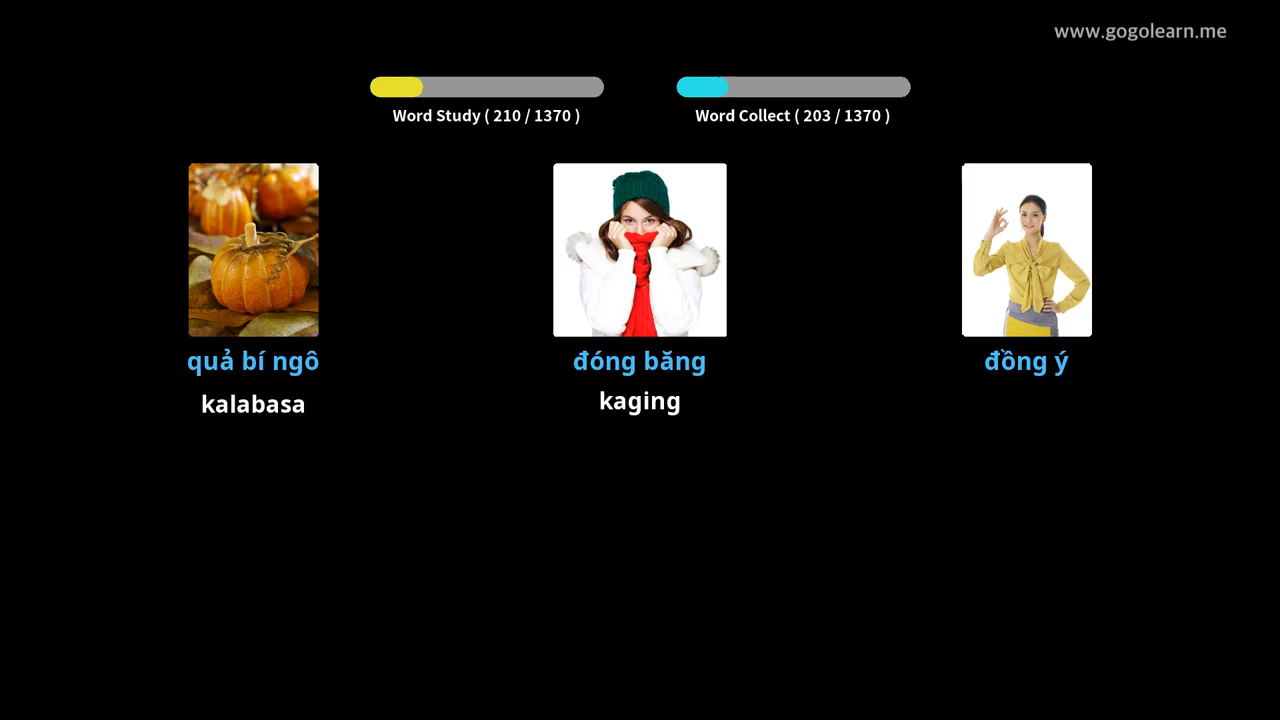 www.gogolearn.me
Word Study ( 210 / 1370 )
Word Collect ( 203 / 1370 )
quả bí ngô
đóng băng
đồng ý
kalabasa
kaging